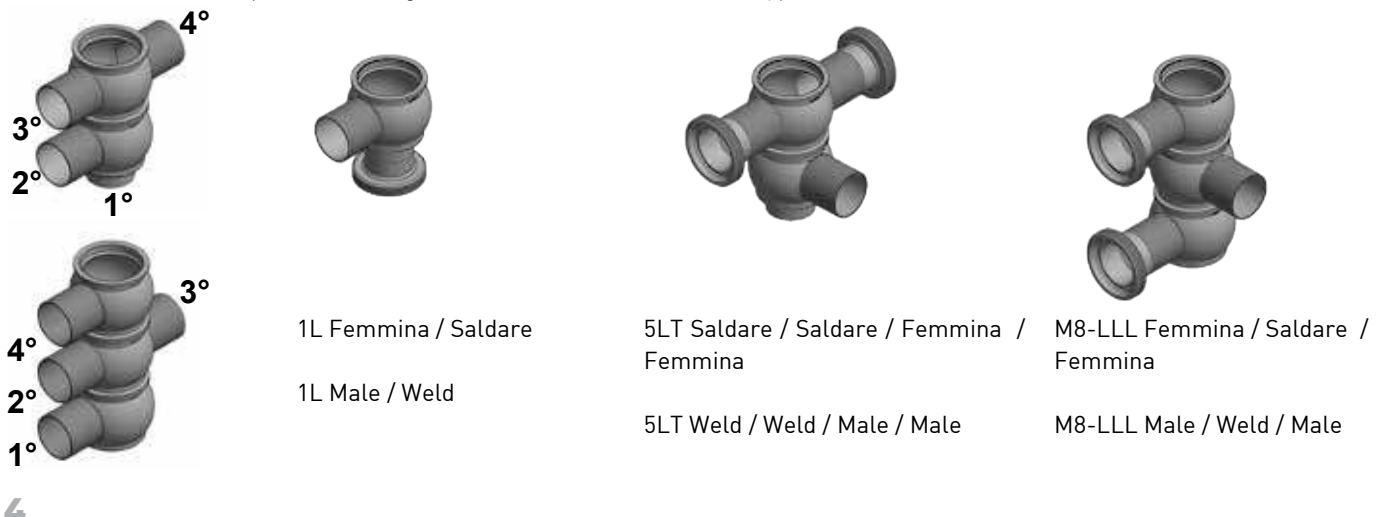 4°
3°
2°
1°
3°
4°
2°
1°
1L Femmina / Saldare
1L Male / Weld
5LT Saldare / Saldare / Femmina /
Femmina
5LT Weld / Weld / Male / Male
M8-LLL Femmina / Saldare /
Femmina
M8-LLL Male / Weld / Male
4